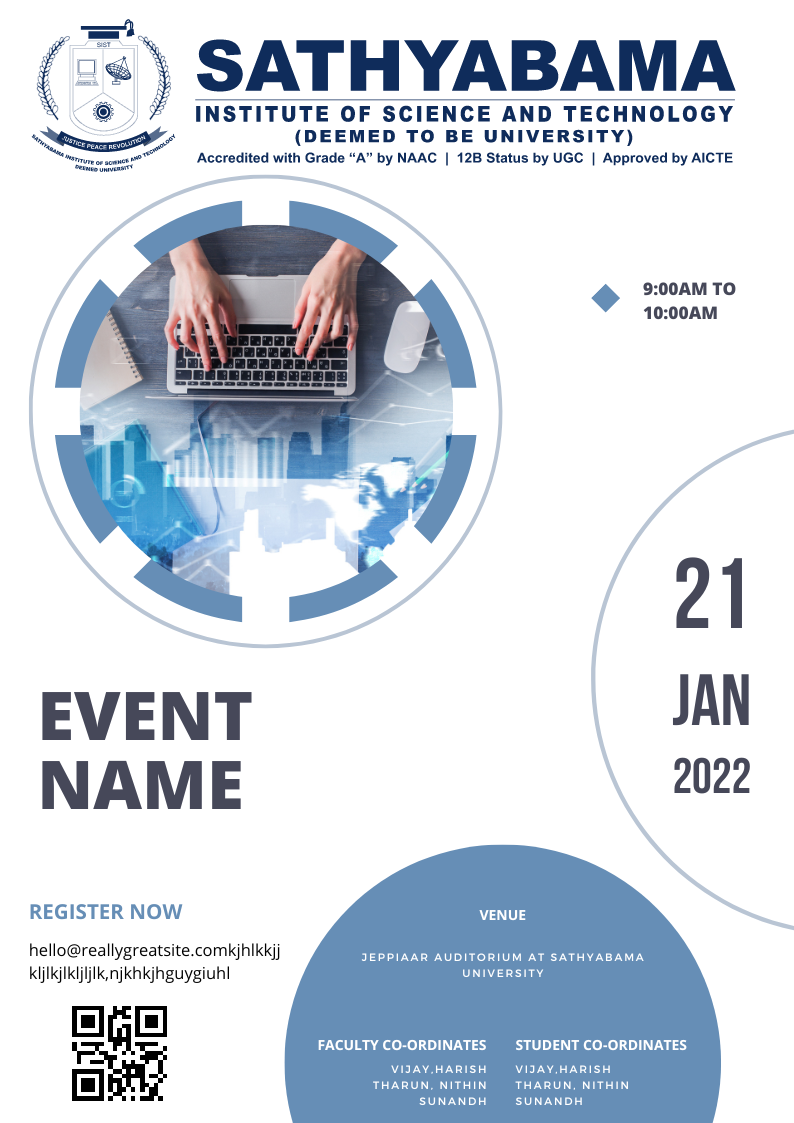 SIST
JUSTICE PEACE REVOLUTION
SATHYABAMA INSTITUTE OF SCIENCE AND TECHNOLOGY
DEEMED UNIVERSITY
SATHYABAMA
INSTITUTE OF SCIENCE AND TECHNOLOGY
(DEEMED TO BE UNIVERSITY)
Accredited with Grade “A” by NAAC | 12B Status by UGC | Approved by AICTE
9:00AM TO
10:00AM
21
JAN
2022
EVENT
NAME
REGISTER NOW
hello@reallygreatsite.comkjhlkkjj
kljlkjlkljljlk,njkhkjhguygiuhl
VENUE
JEPPIAAR AUDITORIUM AT SATHYABAMA
UNIVERSITY
FACULTY CO-ORDINATES
VIJAY,HARISH
THARUN, NITHIN
SUNANDH
STUDENT CO-ORDINATES
VIJAY,HARISH
THARUN, NITHIN
SUNANDH